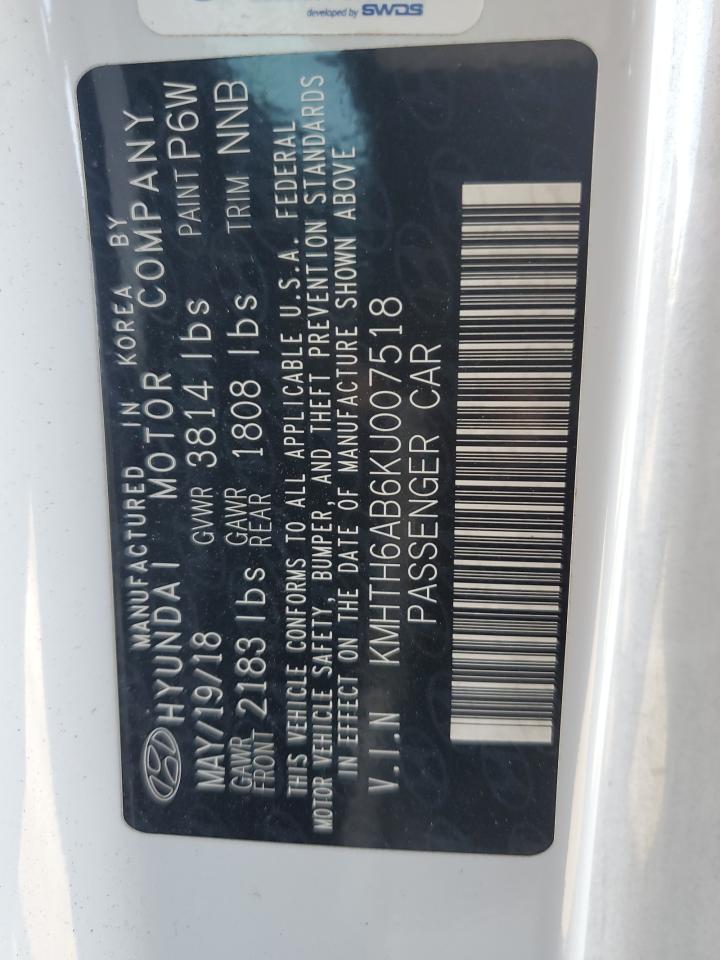 developed by SWDS
MANUFACTURED IN KOREA BY
HYUNDAI MOTOR COMPANY
MAY/19/18 GVWR 3814 lbs PAINT P6W
GAWR FRONT 2183 lbs GAWR REAR 1808 lbs TRIM NNB
THIS VEHICLE CONFORMS TO ALL APPLICABLE U.S.A. FEDERAL
MOTOR VEHICLE SAFETY, BUMPER, AND THEFT PREVENTION STANDARDS
IN EFFECT ON THE DATE OF MANUFACTURE SHOWN ABOVE
V.I.N KMHTH6AB6KU007518
PASSENGER CAR